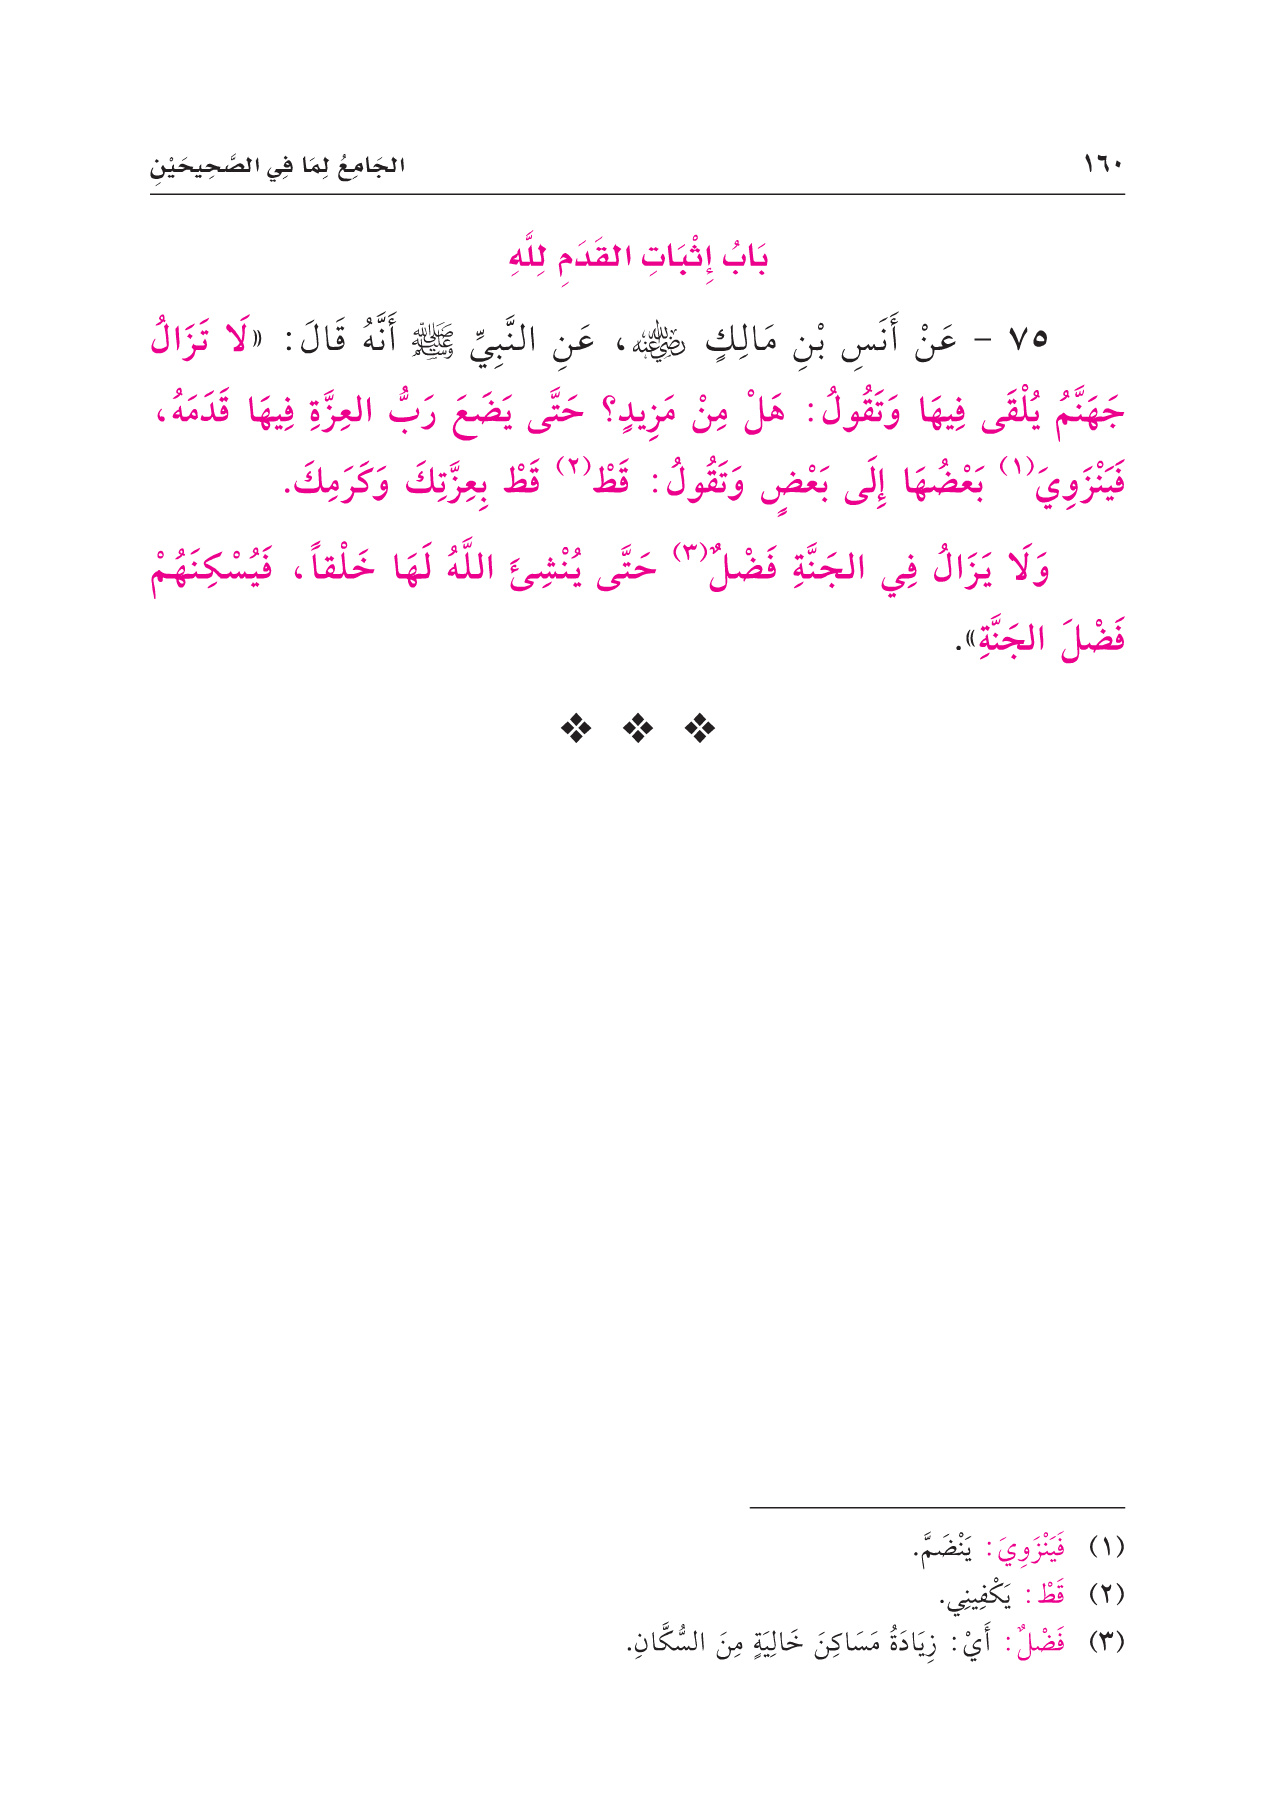 ١٦٠ الجَامِعُ لِمَا فِي الصَّحِيحَيْنِ
بَابُ إِثْبَاتِ القَدَمِ لِلَّهِ
٧٥ - عَنْ أَنَسِ بْنِ مَالِكٍ رضي الله عنه، عَنِ النَّبِيِّ ﷺ أَنَّهُ قَالَ: «لَا تَزَالُ
جَهَنَّمُ يُلْقَى فِيهَا وَتَقُولُ: هَلْ مِنْ مَزِيدٍ؟ حَتَّى يَضَعَ رَبُّ العِزَّةِ فِيهَا قَدَمَهُ،
فَيَنْزَوِيَ(١) بَعْضُهَا إِلَى بَعْضٍ وَتَقُولُ: قَطْ(٢) قَطْ بِعِزَّتِكَ وَكَرَمِكَ.
وَلَا يَزَالُ فِي الجَنَّةِ فَضْلٌ(٣) حَتَّى يُنْشِئَ اللَّهُ لَهَا خَلْقاً، فَيُسْكِنَهُمْ
فَضْلَ الجَنَّةِ».
❖ ❖ ❖
(١) فَيَنْزَوِيَ: يَنْضَمَّ.
(٢) قَطْ: يَكْفِينِي.
(٣) فَضْلٌ: أَيْ: زِيَادَةُ مَسَاكِنَ خَالِيَةٍ مِنَ السُّكَّانِ.